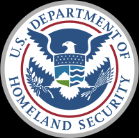 U.S. DEPARTMENT OF
HOMELAND SECURITY